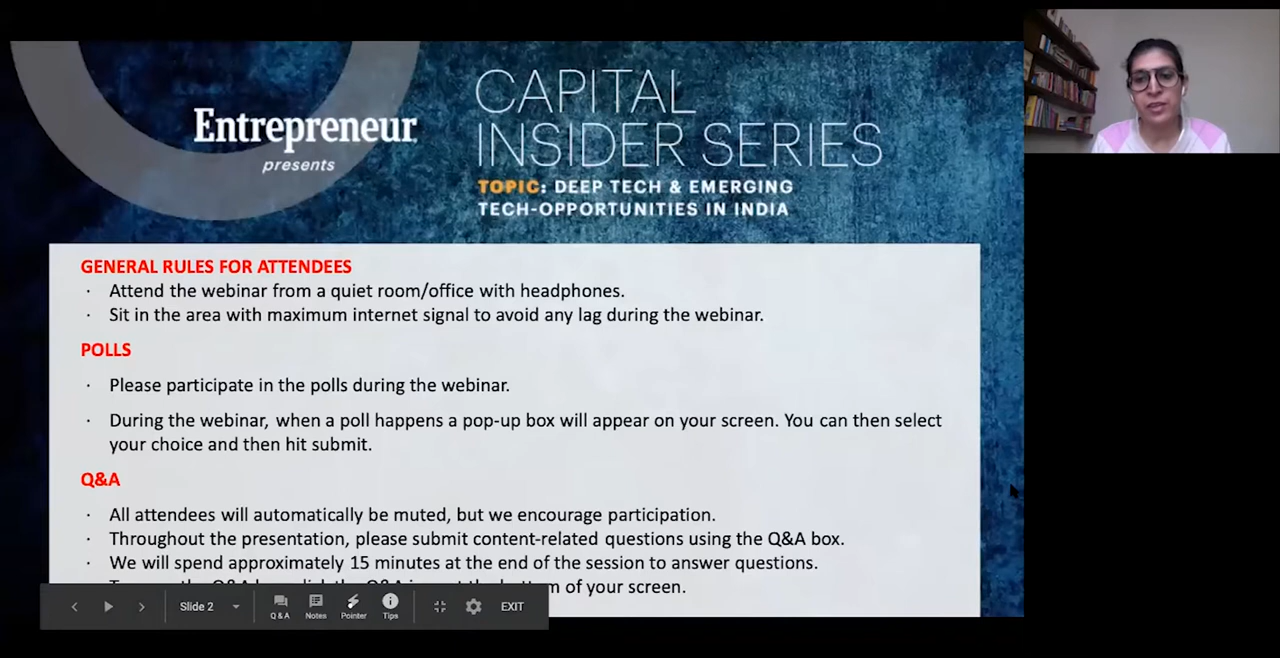 Entrepreneur
presents
CAPITAL
INSIDER SERIES
TOPIC: DEEP TECH & EMERGING
TECH-OPPORTUNITIES IN INDIA
GENERAL RULES FOR ATTENDEES
· Attend the webinar from a quiet room/office with headphones.
· Sit in the area with maximum internet signal to avoid any lag during the webinar.
POLLS
· Please participate in the polls during the webinar.
· During the webinar, when a poll happens a pop-up box will appear on your screen. You can then select
your choice and then hit submit.
Q&A
· All attendees will automatically be muted, but we encourage participation.
· Throughout the presentation, please submit content-related questions using the Q&A box.
· We will spend approximately 15 minutes at the end of the session to answer questions.
of your screen.
Slide 2
Q&A Notes Pointer Tips
EXIT